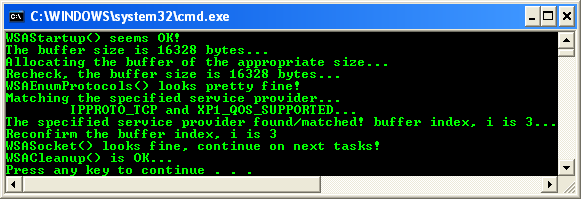 C:\WINDOWS\system32\cmd.exe
WSAStartup() seems OK!
The buffer size is 16328 bytes...
Allocating the buffer of the appropriate size...
Recheck, the buffer size is 16328 bytes...
WSAEnumProtocols() looks pretty fine!
Matching the specified service provider...
IPPROTO_TCP and XP1_QOS_SUPPORTED...
The specified service provider found/matched! buffer index, i is 3...
Reconfirm the buffer index, i is 3
WSASocket() looks fine, continue on next tasks!
WSACleanup() is OK...
Press any key to continue . . .